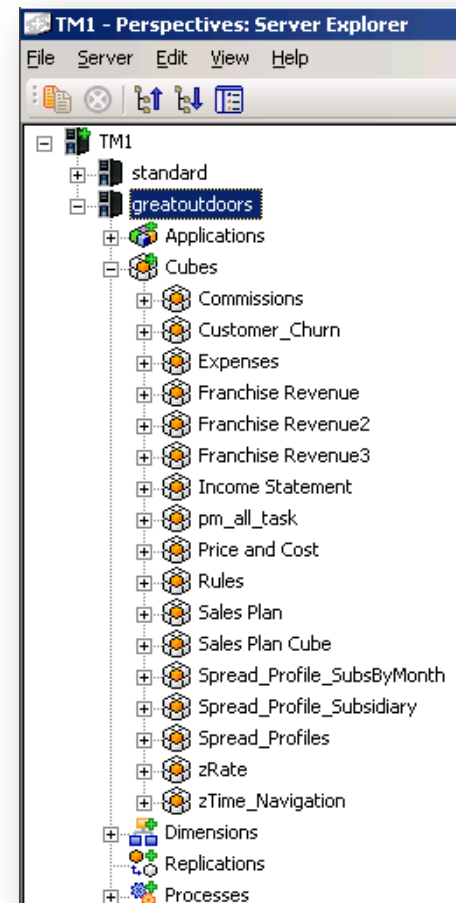 TM1 - Perspectives: Server Explorer
File Server Edit View Help
TM1
standard
greatoutdoors
Applications
Cubes
Commissions
Customer_Churn
Expenses
Franchise Revenue
Franchise Revenue2
Franchise Revenue3
Income Statement
pm_all_task
Price and Cost
Rules
Sales Plan
Sales Plan Cube
Spread_Profile_SubsByMonth
Spread_Profile_Subsidiary
Spread_Profiles
zRate
zTime_Navigation
Dimensions
Replications
Processes